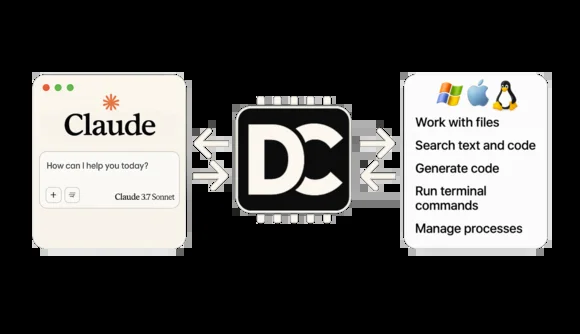 Claude
How can I help you today?
+
Claude 3.7 Sonnet
DC
Work with files
Search text and code
Generate code
Run terminal
commands
Manage processes